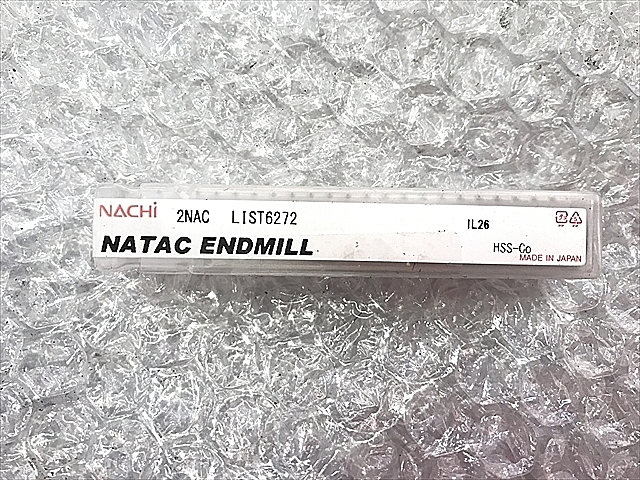 NACHi 2NAC LIST6272 IL26
NATAC ENDMILL HSS-Co
MADE IN JAPAN